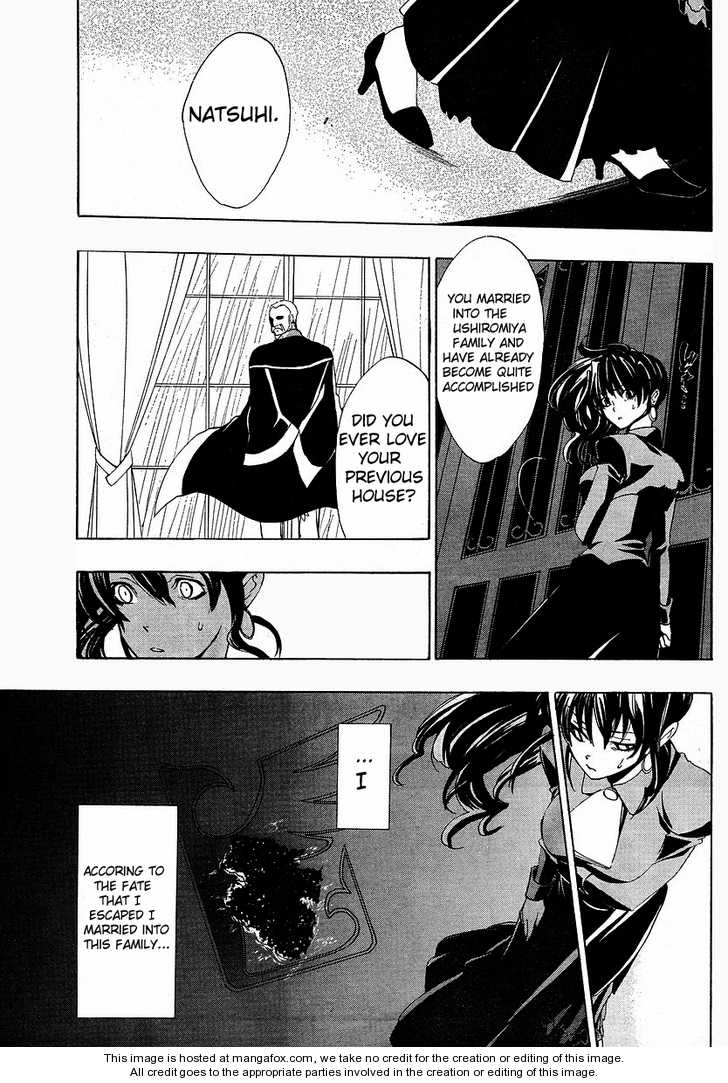 NATSUHI.
YOU MARRIED
INTO THE
USHIROMIYA
FAMILY AND
HAVE ALREADY
BECOME QUITE
ACCOMPLISHED
DID YOU
EVER LOVE
YOUR
PREVIOUS
HOUSE?
...
I
ACCORING TO
THE FATE
THAT I
ESCAPED I
MARRIED INTO
THIS FAMILY...
This image is hosted at mangafox.com, we take no credit for the creation or editing of this image.
All credit goes to the appropriate parties involved in the creation or editing of this image.